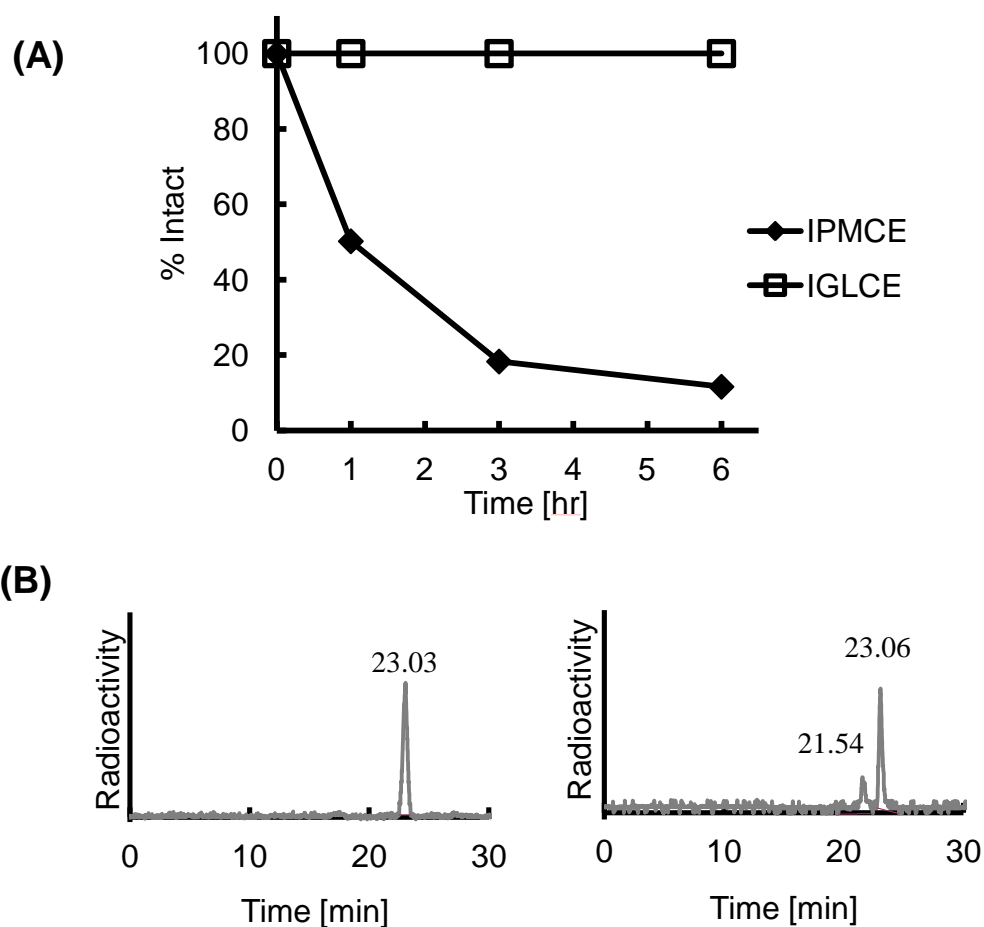 (A)
100
80
60
40
20
0
% Intact
0 1 2 3 4 5 6
Time [hr]
IPMCE
IGLCE
(B)
Radioactivity
23.03
0 10 20 30
Time [min]
Radioactivity
23.06
21.54
0 10 20 30
Time [min]